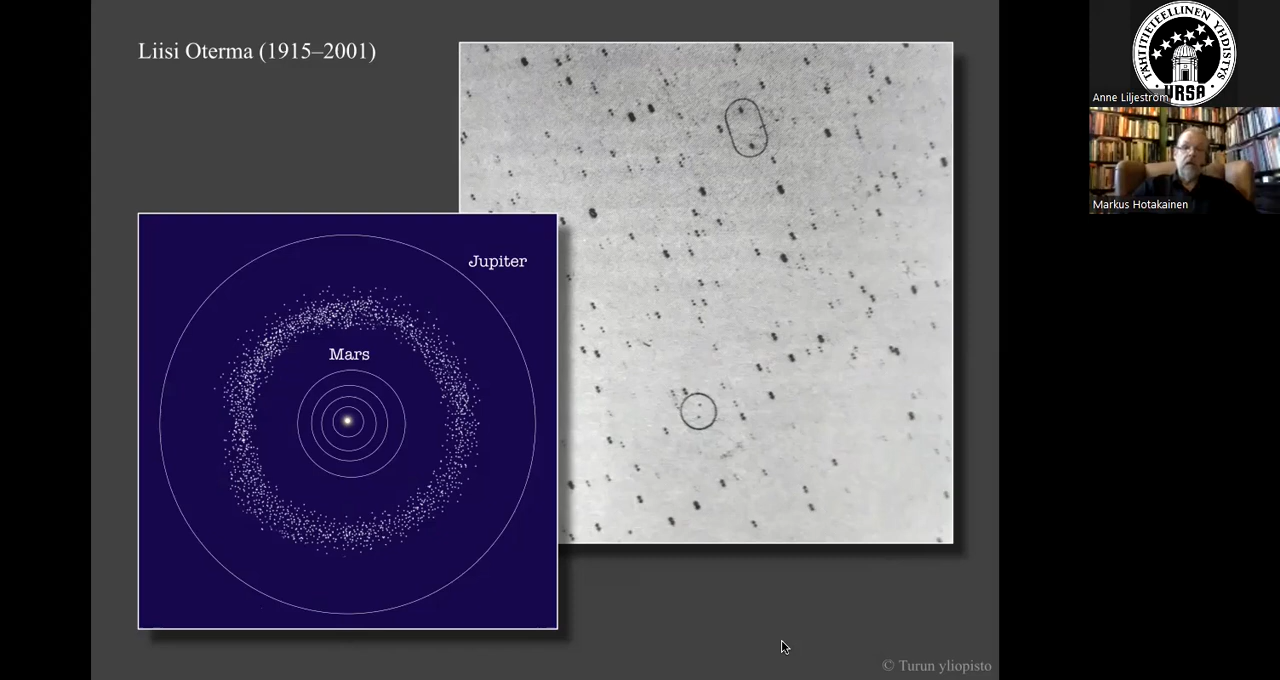 Liisi Oterma (1915–2001)
Jupiter
Mars
© Turun yliopisto
TÄHTITIETEELLINEN YHDISTYS
URSA
Anne Liljeström
Markus Hotakainen